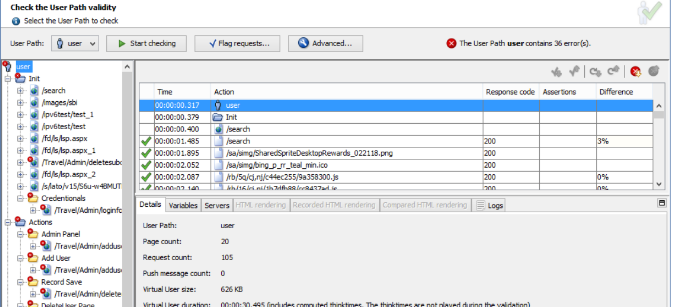 Check the User Path validity
Select the User Path to check
User Path: user Start checking Flag requests... Advanced... The User Path user contains 36 error(s).
user
Init
/search
/images/sbi
/ipv6test/test_1
/ipv6test/test
/fd/ls/lsp.aspx
/fd/ls/lsp.aspx_1
/Travel/Admin/deletesubc
/fd/ls/lsp.aspx_2
/s/lato/v15/S6u-w4BMUT
Credentionals
/Travel/Admin/loginfo
Actions
Admin Panel
/Travel/Admin/adduse
Add User
/Travel/Admin/adduse
Record Save
/Travel/Admin/delete
DeleteUser Page
Time Action Response code Assertions Difference
00:00:00.317 user
00:00:00.379 Init
00:00:00.400 /search
00:00:01.485 /search 200 3%
00:00:01.895 /sa/simg/SharedSpriteDesktopRewards_022118.png 200
00:00:02.052 /sa/simg/bing_p_rr_teal_min.ico 200
00:00:02.087 /rb/5q/cj,nj/c44ec255/9a358300.js 200 0%
00:00:02.140 200 0%
Details Variables Servers HTML rendering Recorded HTML rendering Compared HTML rendering Logs
User Path: user
Page count: 20
Request count: 105
Push message count: 0
Virtual User size: 626 KB
Virtual User duration: 00:00:30.495 (includes computed thinktimes. The thinktimes are not played during the validation)